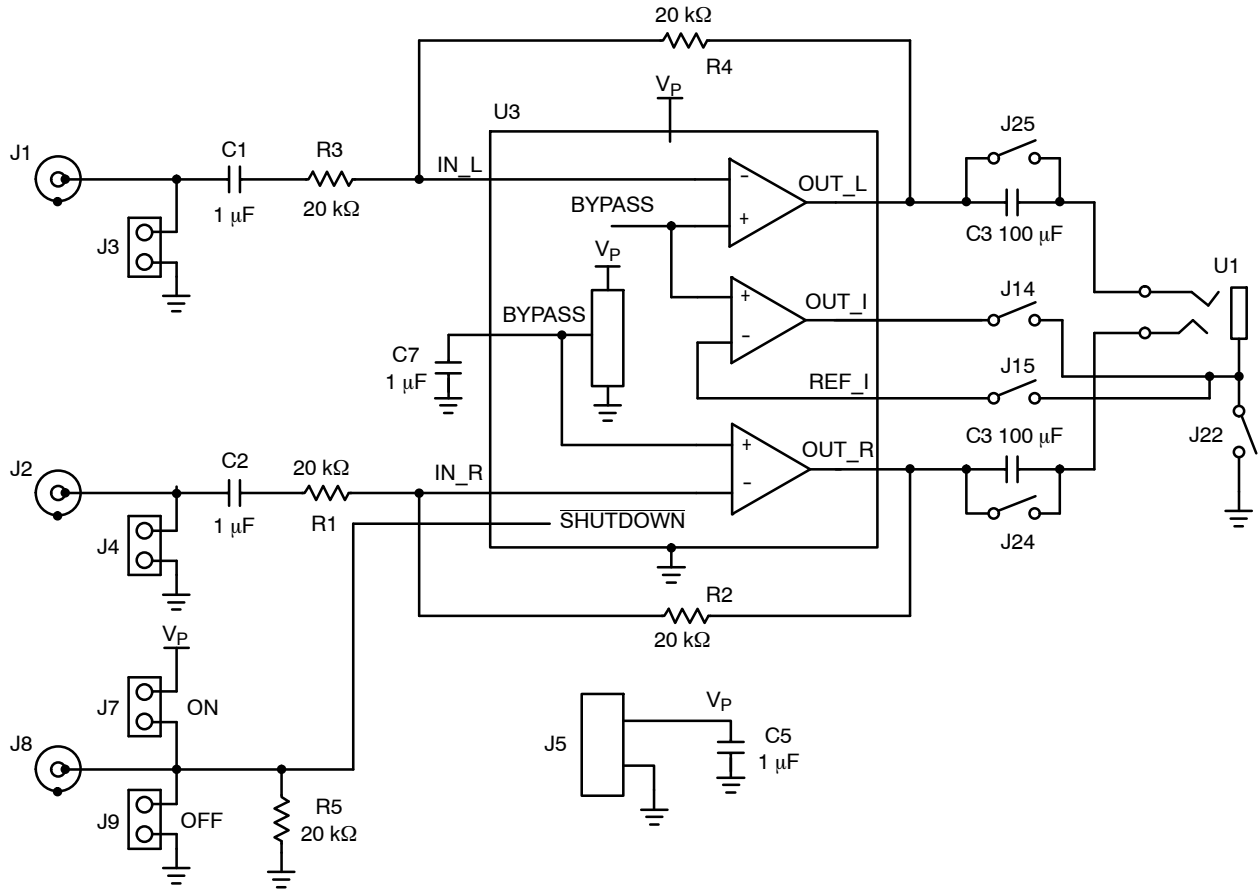 20 kΩ
R4
VP
U3
J25
J1
C1
R3
IN_L
−
OUT_L
1 μF
20 kΩ
BYPASS
+
C3 100 μF
J3
VP
U1
J14
+
OUT_I
BYPASS
−
C7
1 μF
J15
REF_I
C3 100 μF
J22
J2
C2
20 kΩ
IN_R
+
OUT_R
−
1 μF
R1
SHUTDOWN
J24
J4
R2
20 kΩ
VP
J7
ON
VP
J8
J5
C5
1 μF
J9
OFF
R5
20 kΩ